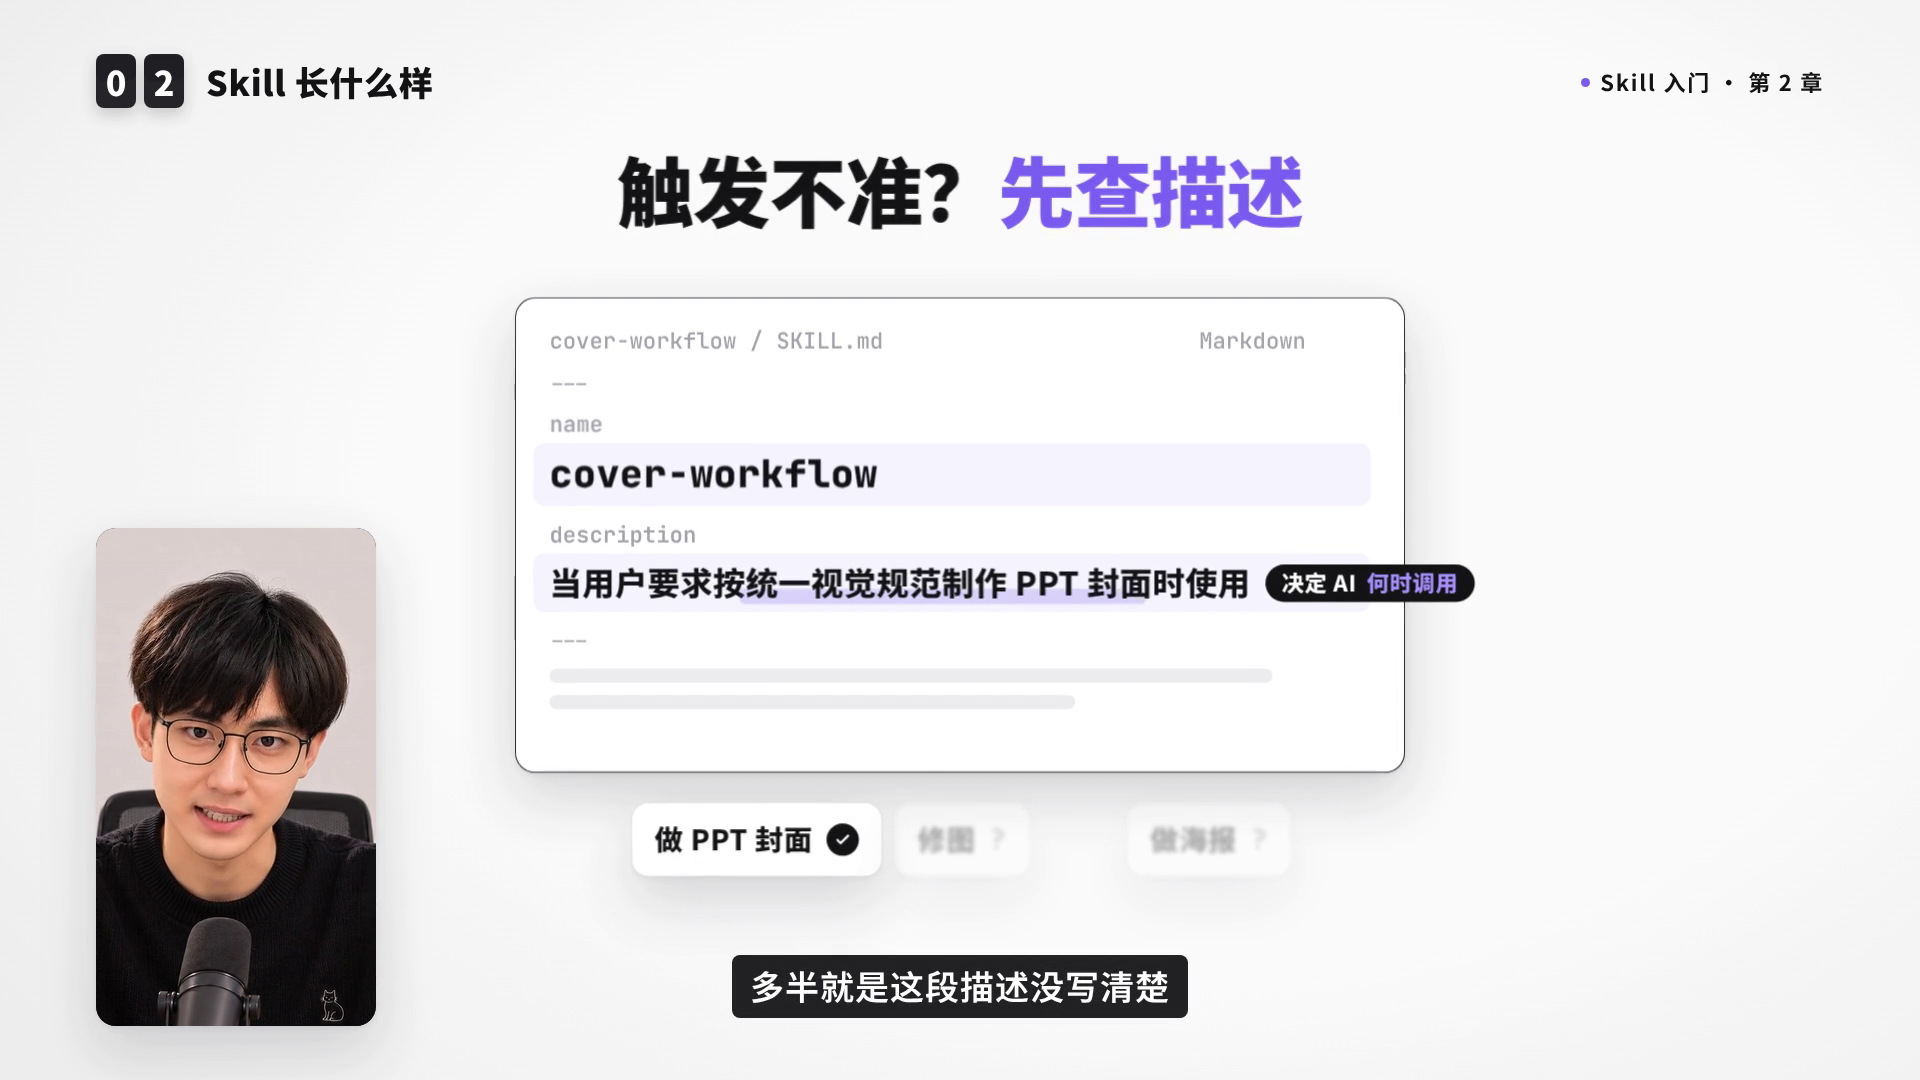 02 Skill 长什么样
Skill 入门 · 第 2 章
触发不准？先查描述
cover-workflow / SKILL.md
Markdown
---
name
cover-workflow
description
当用户要求按统一视觉规范制作 PPT 封面时使用
决定 AI 何时调用
---
做 PPT 封面
修图 ?
做海报 ?
多半就是这段描述没写清楚